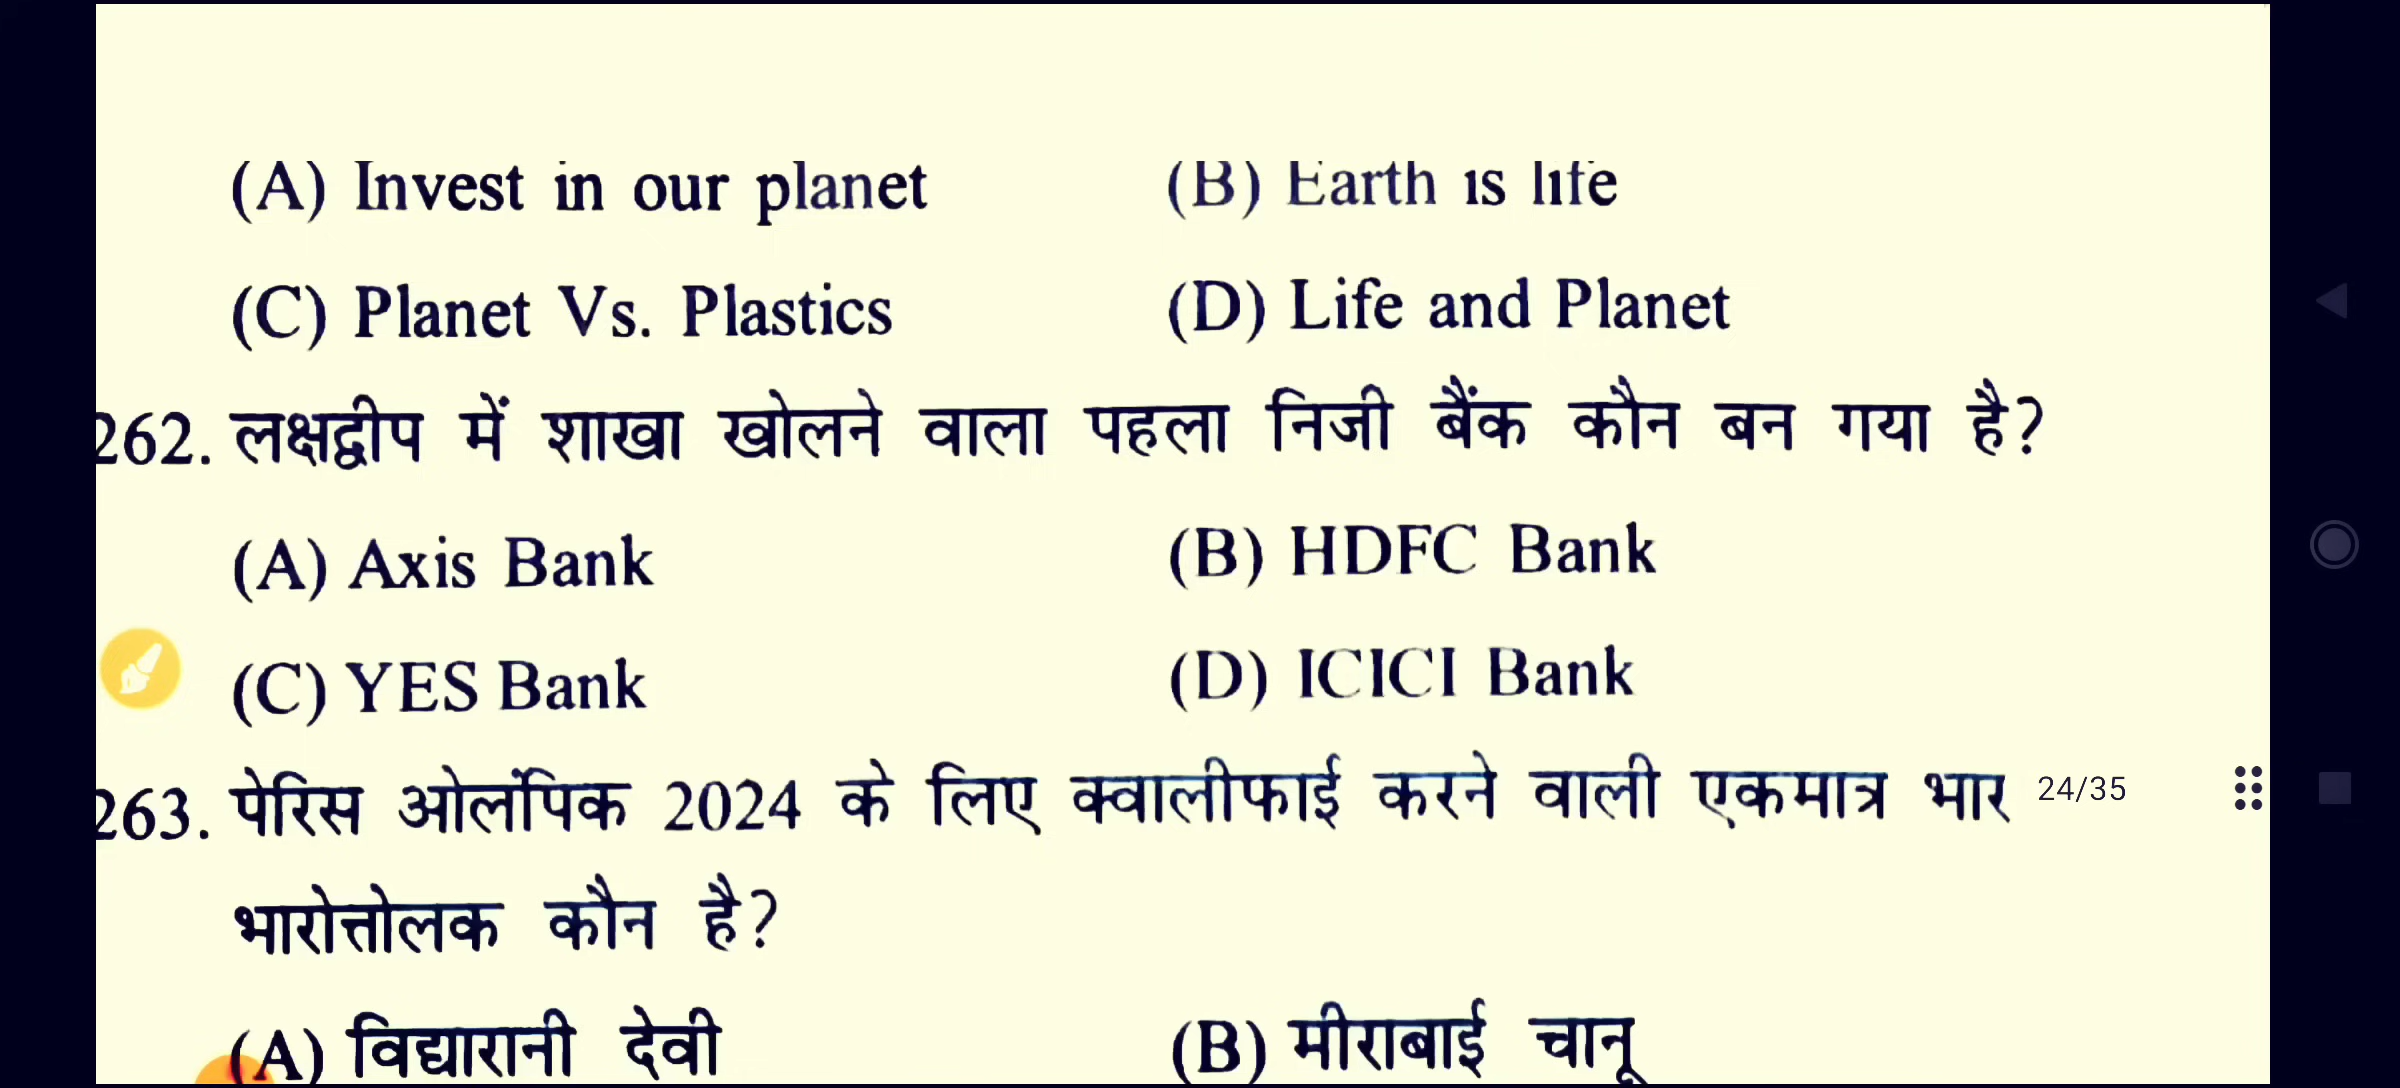 (A) Invest in our planet (B) Earth is life
(C) Planet Vs. Plastics (D) Life and Planet
262. लक्षद्वीप में शाखा खोलने वाला पहला निजी बैंक कौन बन गया है?
(A) Axis Bank (B) HDFC Bank
(C) YES Bank (D) ICICI Bank
263. पेरिस ओलंपिक 2024 के लिए क्वालीफाई करने वाली एकमात्र भार 24/35
भारोत्तोलक कौन है?
(A) विद्यारानी देवी (B) मीराबाई चानू